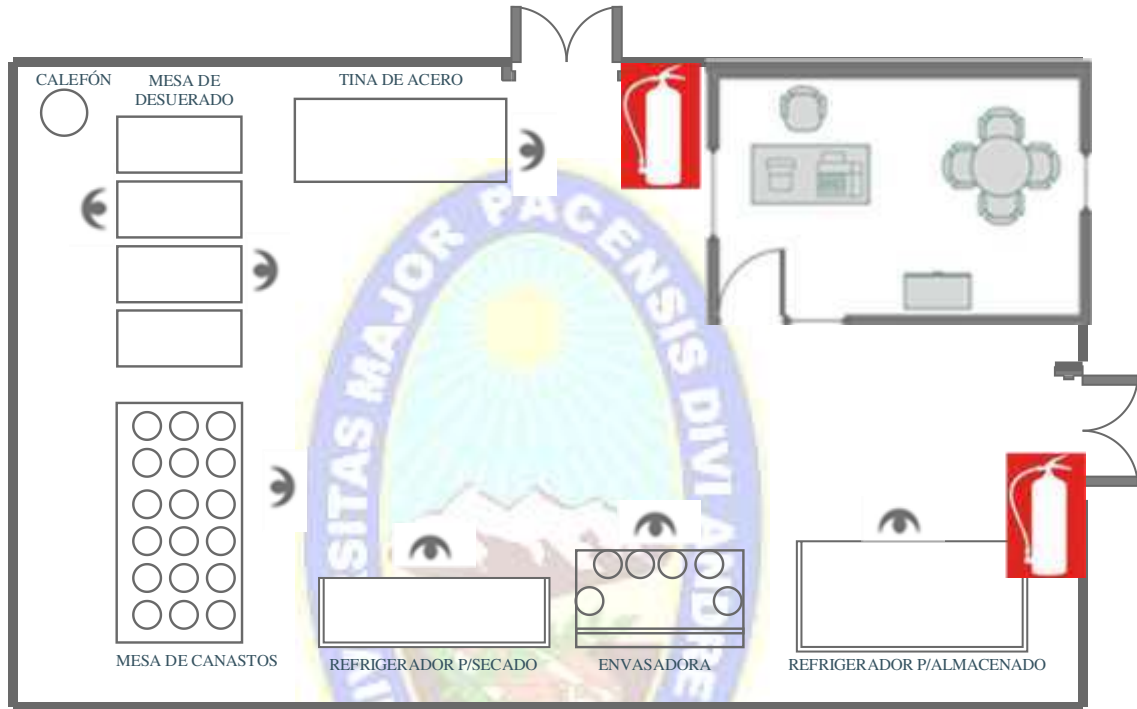 CALEFÓN
MESA DE
DESUERADO
TINA DE ACERO
SITAS MAJOR PACENSIS DIVI ANDRE
MESA DE CANASTOS
REFRIGERADOR P/SECADO
ENVASADORA
REFRIGERADOR P/ALMACENADO